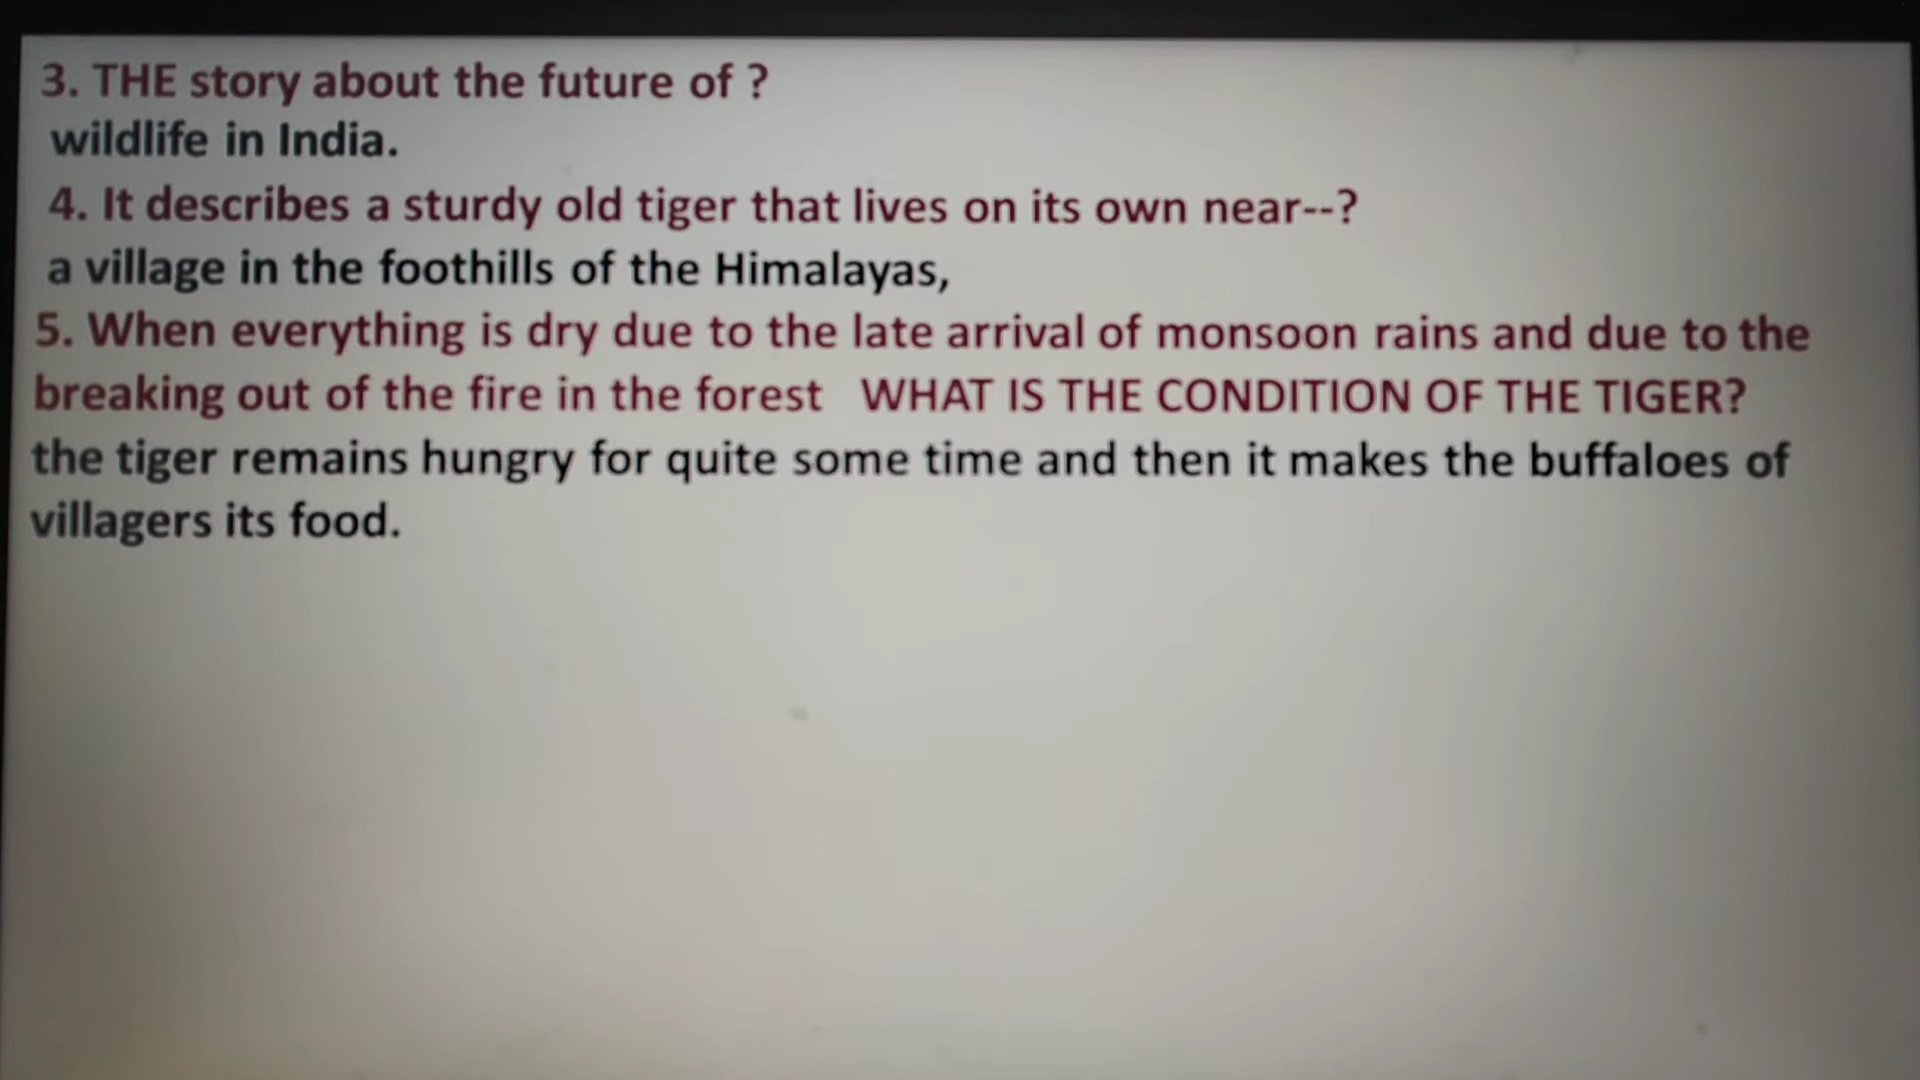 3. THE story about the future of ?
wildlife in India.
4. It describes a sturdy old tiger that lives on its own near--?
a village in the foothills of the Himalayas,
5. When everything is dry due to the late arrival of monsoon rains and due to the
breaking out of the fire in the forest WHAT IS THE CONDITION OF THE TIGER?
the tiger remains hungry for quite some time and then it makes the buffaloes of
villagers its food.